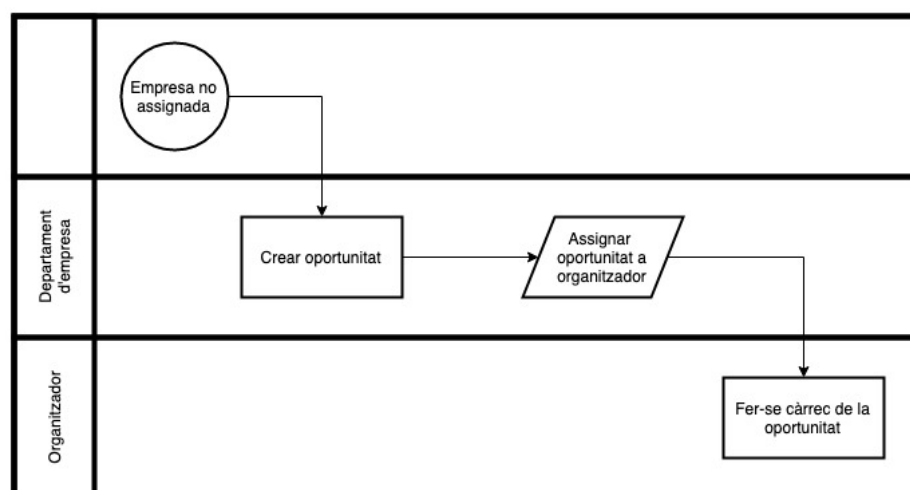 Empresa no
assignada
Departament
d'empresa
Crear oportunitat
Assignar
oportunitat a
organitzador
Organitzador
Fer-se càrrec de la
oportunitat